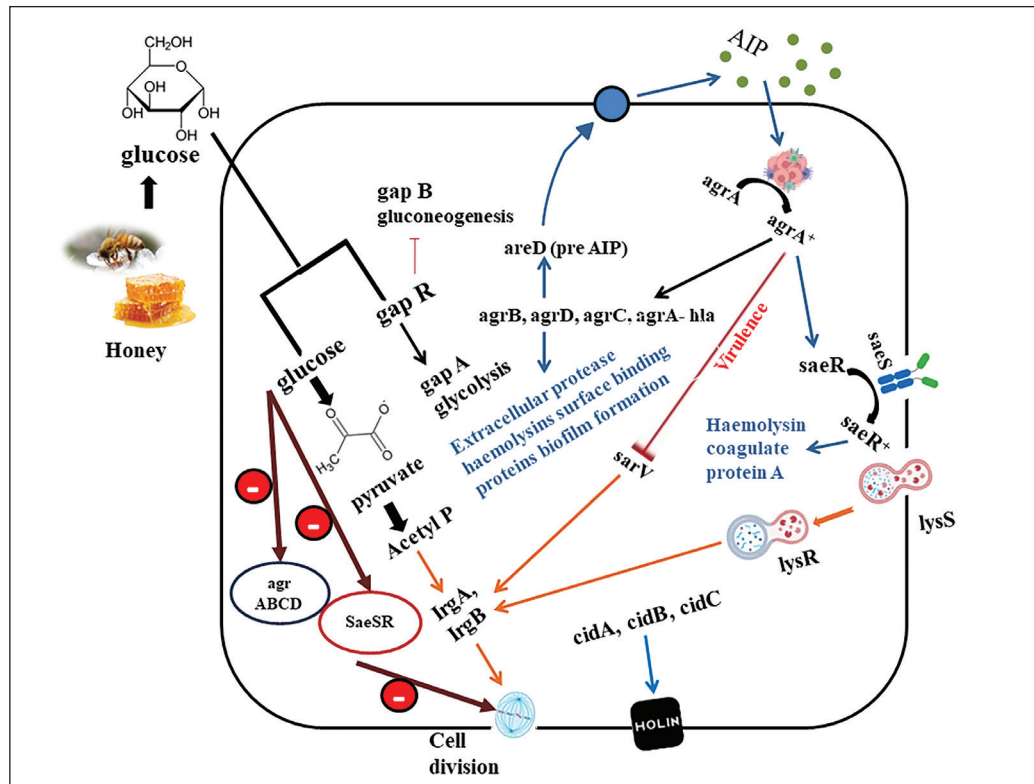 CH₂OH
O
H
H
H
OH
H
HO
OH
H
OH
glucose
Honey
AIP
agrA
agrA⁺
gap B
gluconeogenesis
areD (pre AIP)
gap R
agrB, agrD, agrC, agrA- hla
gap A
glycolysis
Virulence
Extracellular protease
haemolysins surface binding
proteins biofilm formation
saeR
saeS
saeR⁺
Haemolysin
coagulate
protein A
glucose
O
O⁻
H₃C
O
pyruvate
Acetyl P
sarV
lysS
lysR
-
-
agr
ABCD
SaeSR
IrgA,
IrgB
cidA, cidB, cidC
-
HOLIN
Cell
division